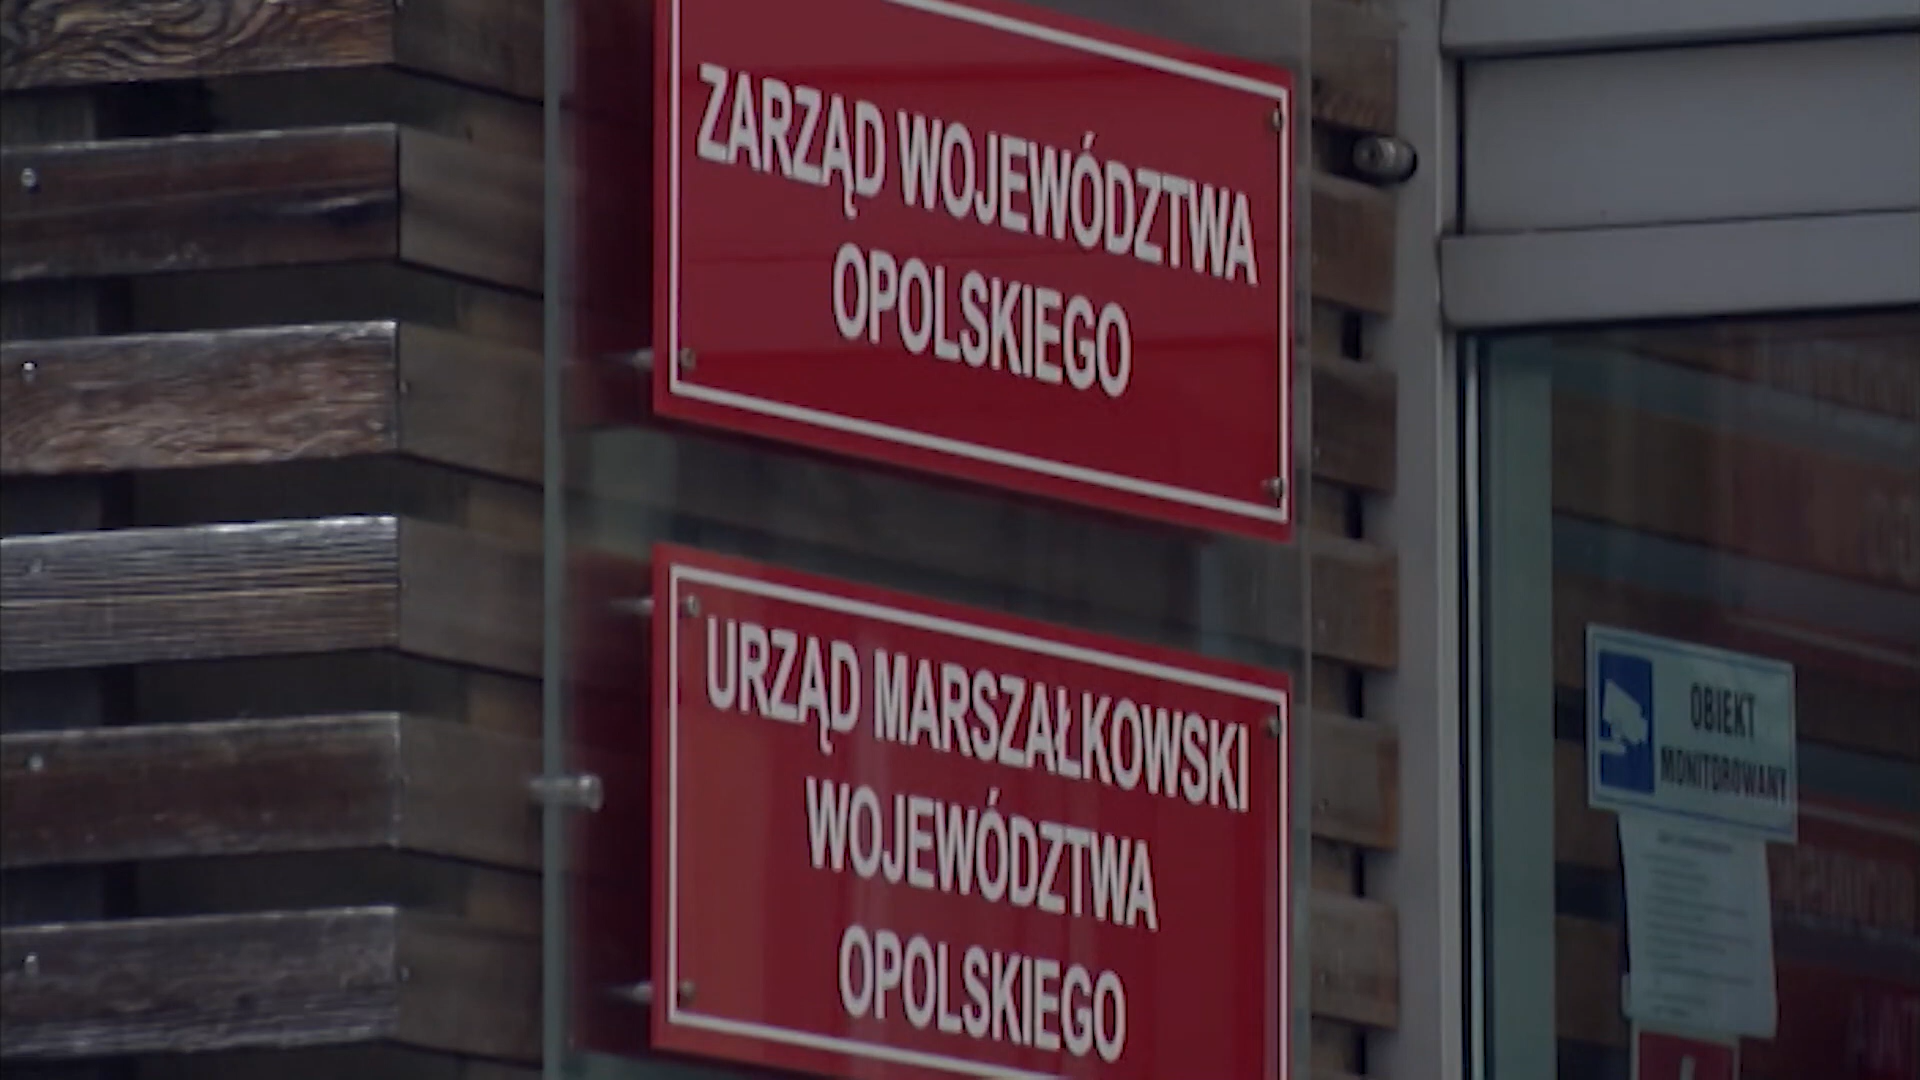 ZARZĄD WOJEWÓDZTWA
OPOLSKIEGO
URZĄD MARSZAŁKOWSKI
WOJEWÓDZTWA
OPOLSKIEGO
OBIEKT
MONITOROWANY